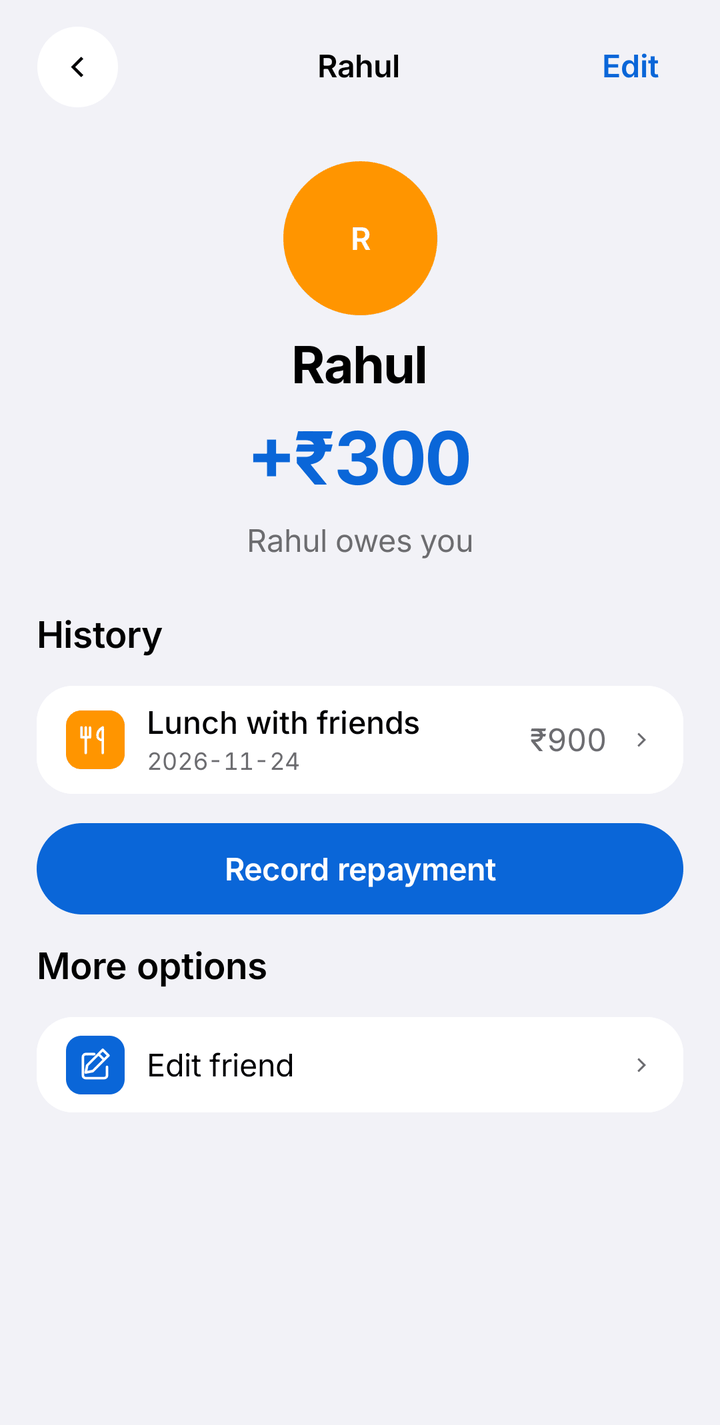 Rahul
Edit
R
Rahul
+₹300
Rahul owes you
History
Lunch with friends
₹900
2026-11-24
Record repayment
More options
Edit friend